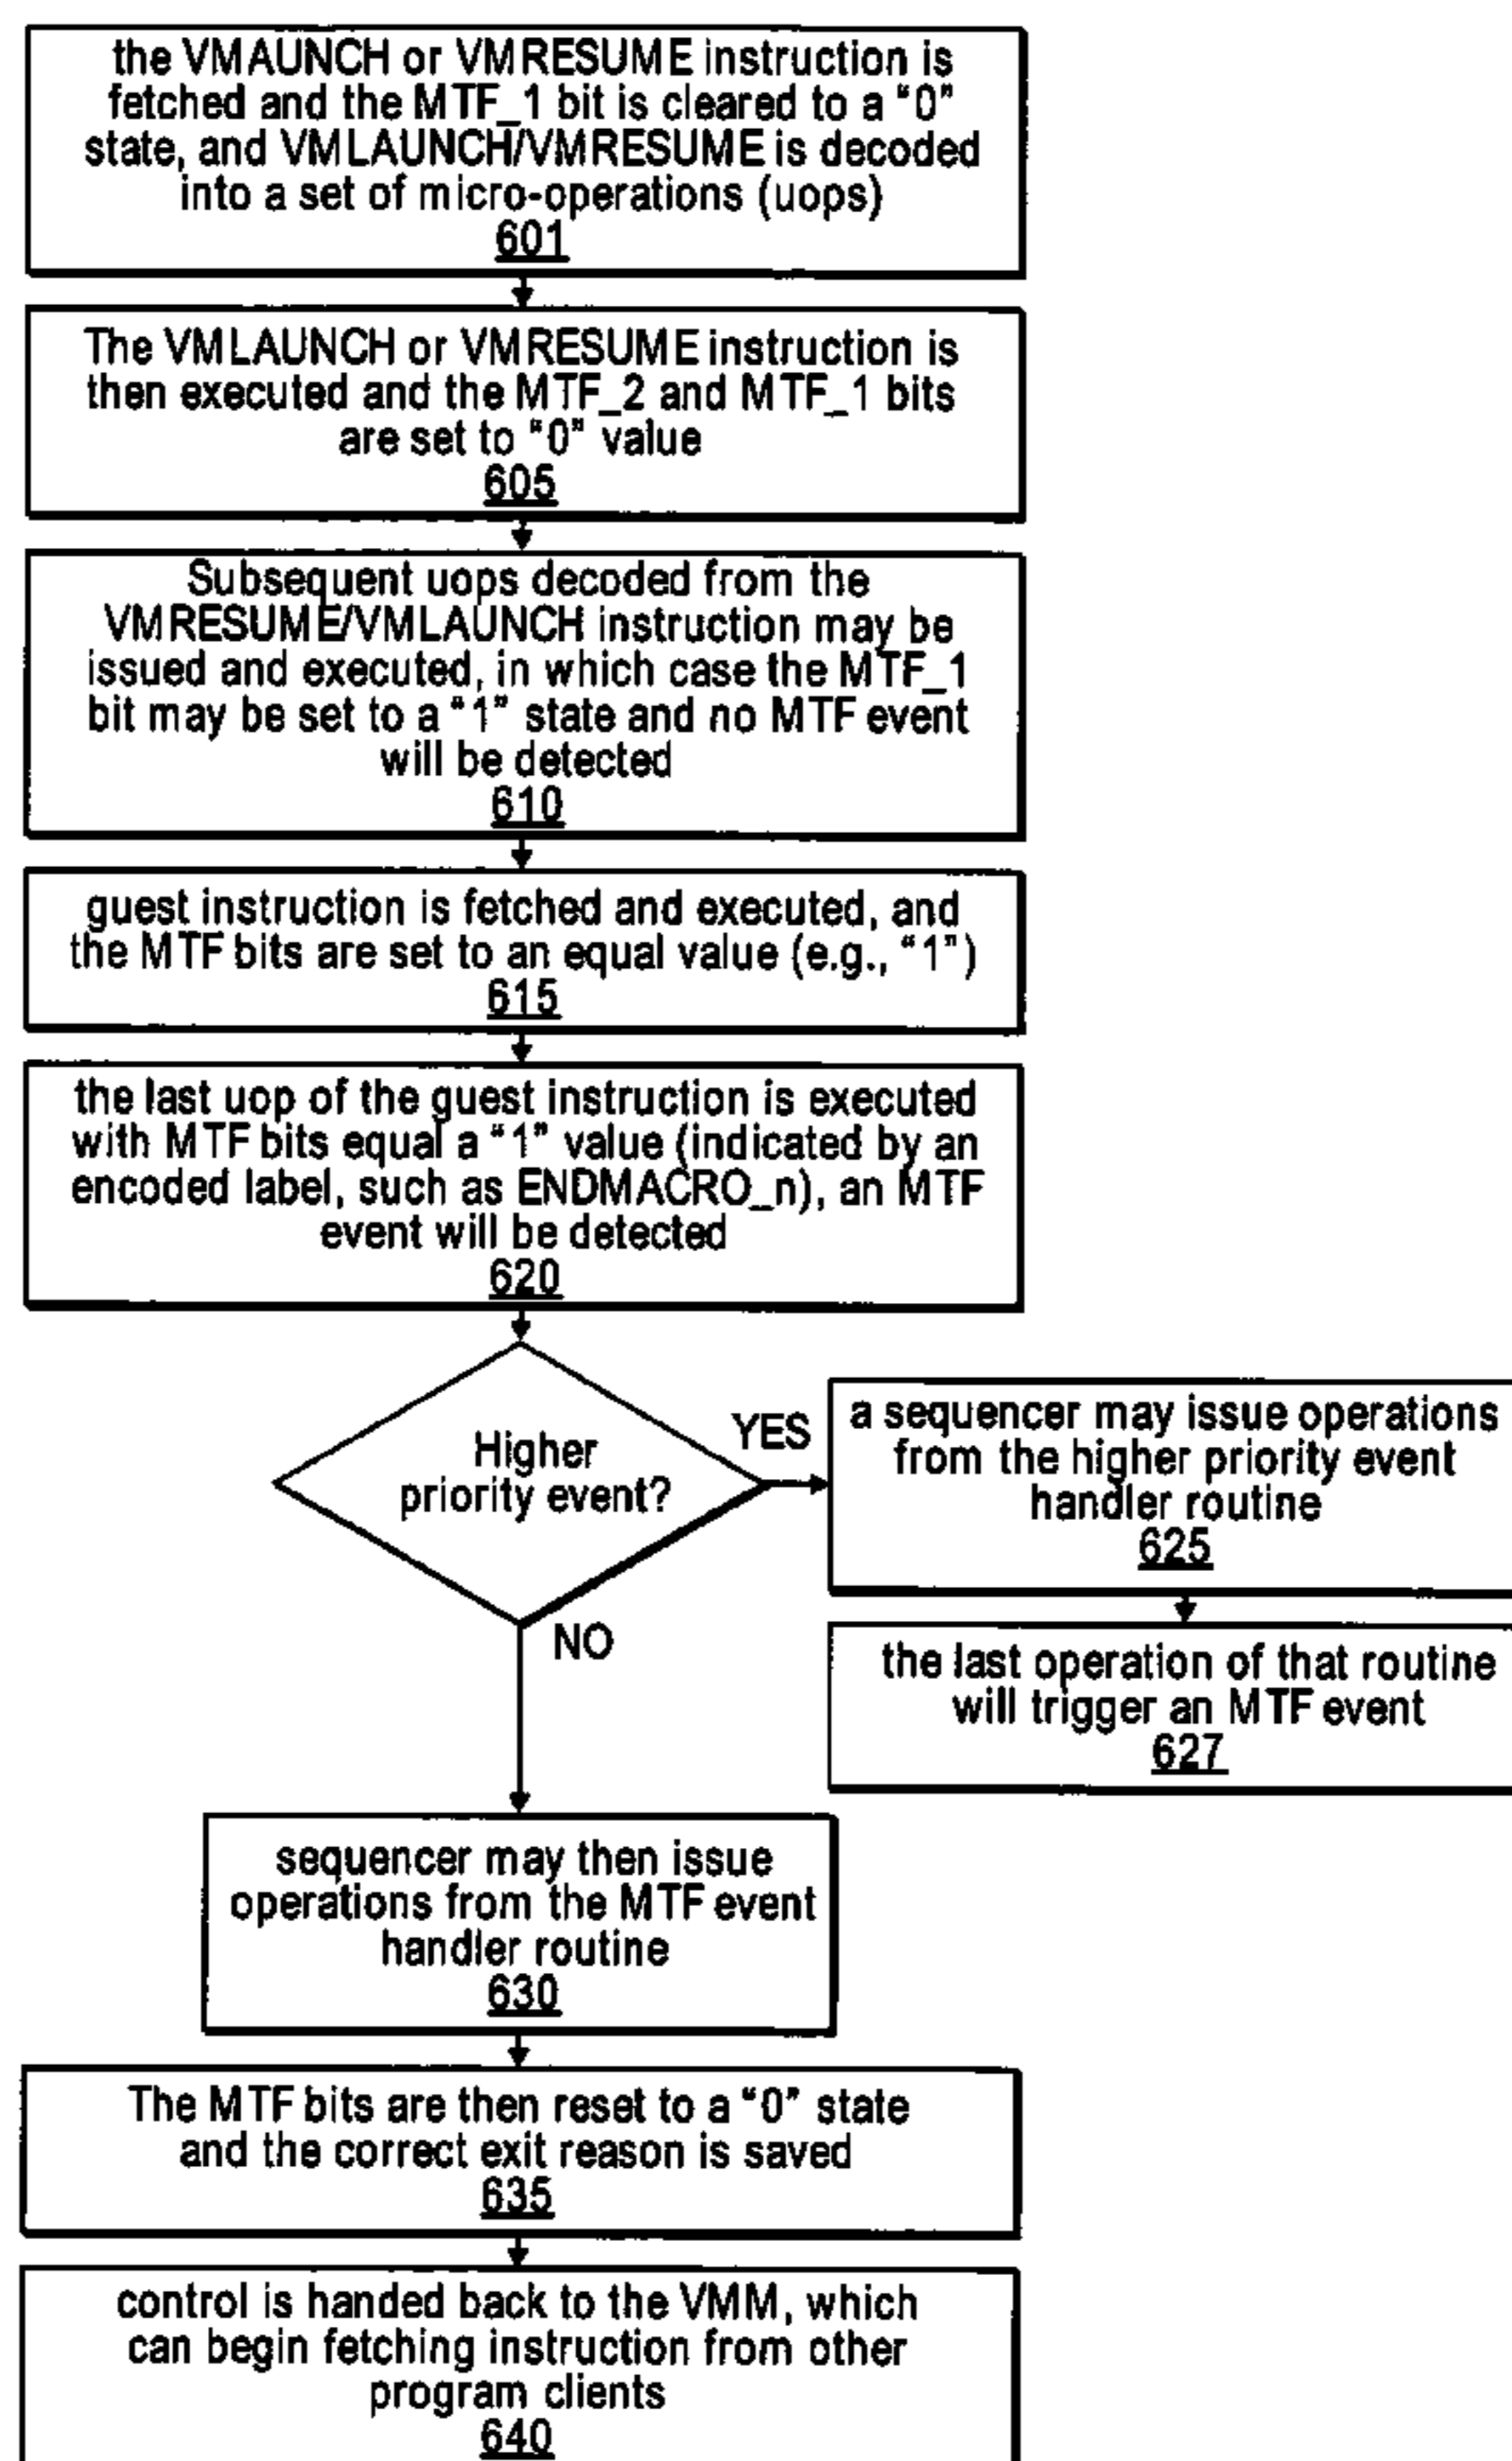 the VMAUNCH or VMRESUME instruction is
fetched and the MTF_1 bit is cleared to a “0”
state, and VMLAUNCH/VMRESUME is decoded
into a set of micro-operations (uops)
601
The VMLAUNCH or VMRESUME instruction is
then executed and the MTF_2 and MTF_1 bits
are set to “0” value
605
Subsequent uops decoded from the
VMRESUME/VMLAUNCH instruction may be
issued and executed, in which case the MTF_1
bit may be set to a “1” state and no MTF event
will be detected
610
guest instruction is fetched and executed, and
the MTF bits are set to an equal value (e.g., “1”)
615
the last uop of the guest instruction is executed
with MTF bits equal a “1” value (indicated by an
encoded label, such as ENDMACRO_n), an MTF
event will be detected
620
Higher
priority event?
YES
a sequencer may issue operations
from the higher priority event
handler routine
625
NO
the last operation of that routine
will trigger an MTF event
627
sequencer may then issue
operations from the MTF event
handler routine
630
The MTF bits are then reset to a “0” state
and the correct exit reason is saved
635
control is handed back to the VMM, which
can begin fetching instruction from other
program clients
640